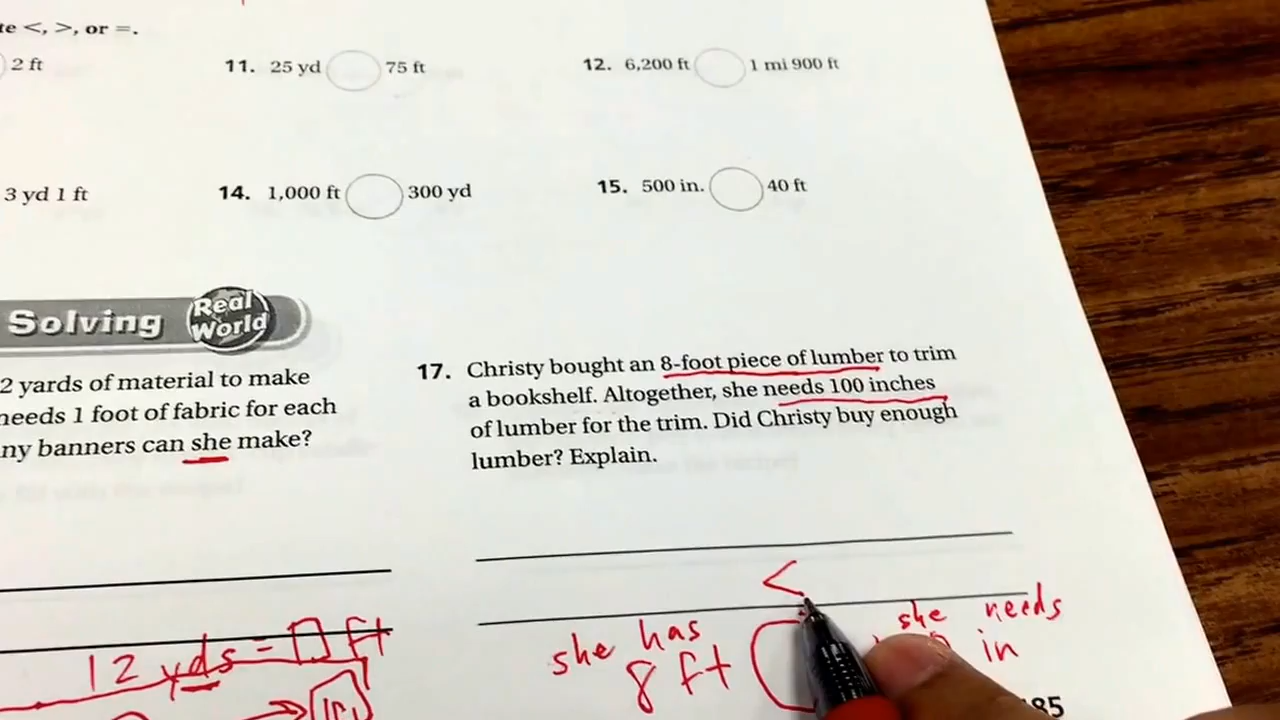 te <, >, or =.
2 ft
11. 25 yd 75 ft
12. 6,200 ft 1 mi 900 ft
3 yd 1 ft
14. 1,000 ft 300 yd
15. 500 in. 40 ft
Solving Real World
2 yards of material to make
needs 1 foot of fabric for each
ny banners can she make?
17. Christy bought an 8-foot piece of lumber to trim
a bookshelf. Altogether, she needs 100 inches
of lumber for the trim. Did Christy buy enough
lumber? Explain.
<
she has she needs
8 ft in
12 yds = ft
85